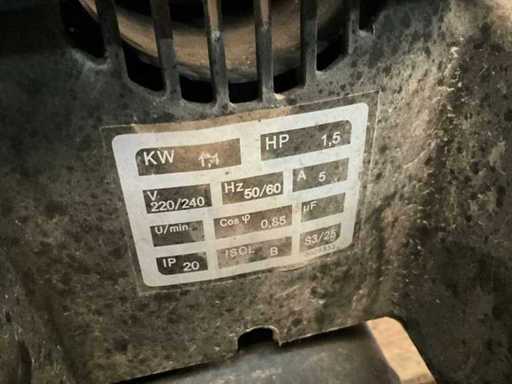 KW 1,1 HP 1,5
V 220/240 Hz 50/60 A 5
U/min. Cos.φ 0,85 µF
IP 20 ISOL B S3/25